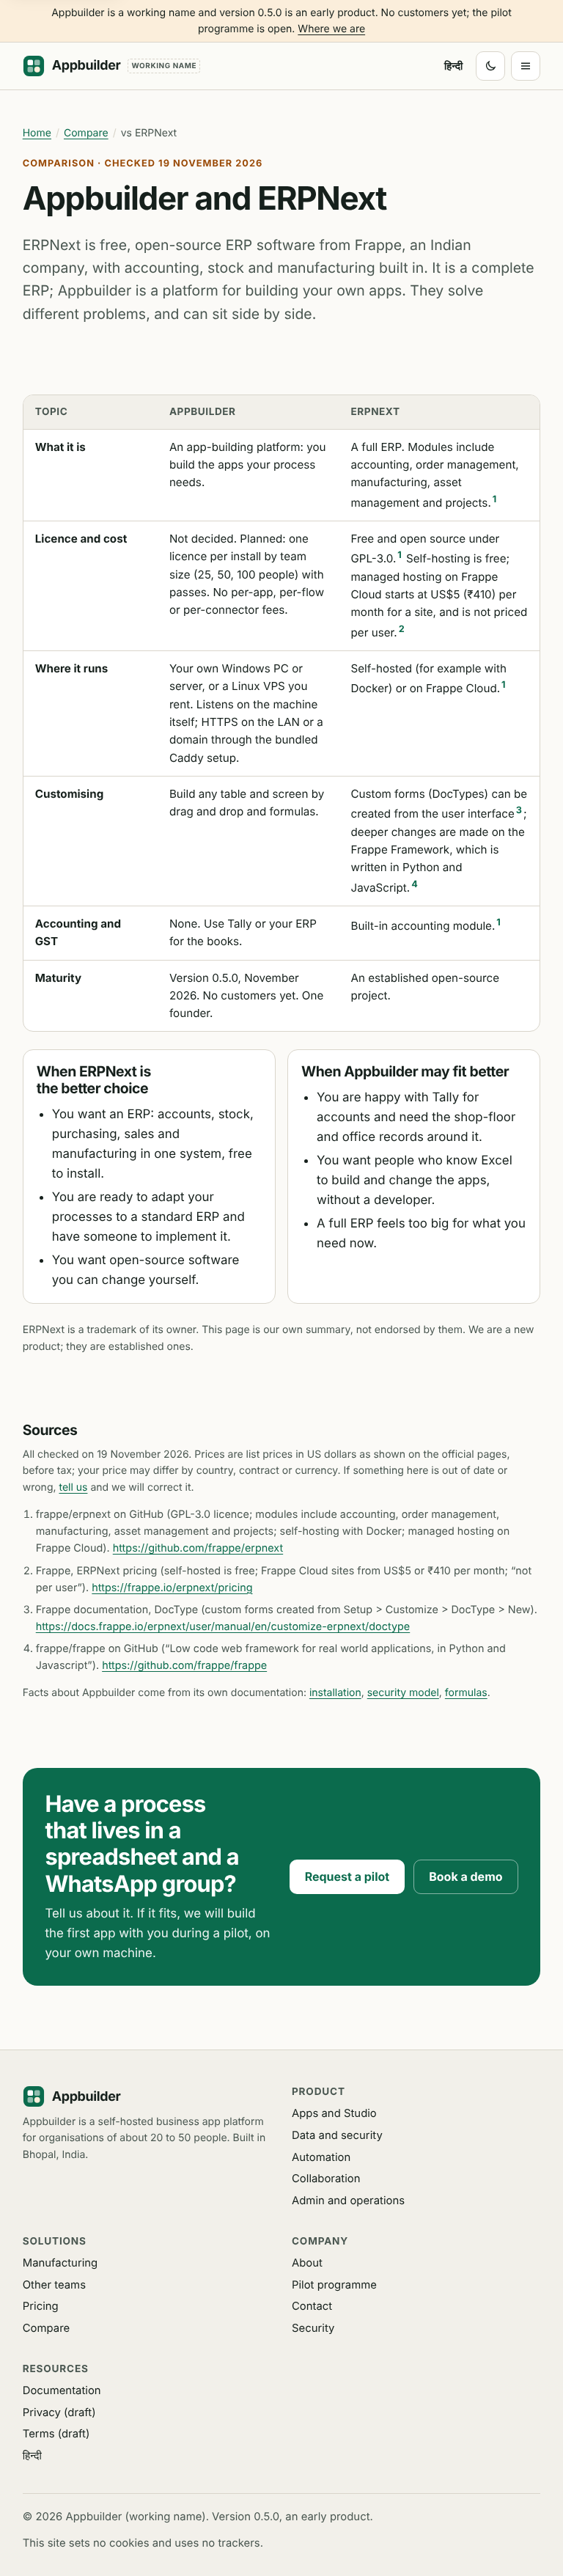 Appbuilder is a working name and version 0.5.0 is an early product. No customers yet; the pilot
programme is open. Where we are
Appbuilder WORKING NAME हिन्दी
Home / Compare / vs ERPNext
COMPARISON · CHECKED 19 NOVEMBER 2026
Appbuilder and ERPNext
ERPNext is free, open-source ERP software from Frappe, an Indian
company, with accounting, stock and manufacturing built in. It is a complete
ERP; Appbuilder is a platform for building your own apps. They solve
different problems, and can sit side by side.
TOPIC APPBUILDER ERPNEXT
What it is
An app-building platform: you
build the apps your process
needs.
A full ERP. Modules include
accounting, order management,
manufacturing, asset
management and projects. 1
Licence and cost
Not decided. Planned: one
licence per install by team
size (25, 50, 100 people) with
passes. No per-app, per-flow
or per-connector fees.
Free and open source under
GPL-3.0. 1 Self-hosting is free;
managed hosting on Frappe
Cloud starts at US$5 (₹410) per
month for a site, and is not priced
per user. 2
Where it runs
Your own Windows PC or
server, or a Linux VPS you
rent. Listens on the machine
itself; HTTPS on the LAN or a
domain through the bundled
Caddy setup.
Self-hosted (for example with
Docker) or on Frappe Cloud. 1
Customising
Build any table and screen by
drag and drop and formulas.
Custom forms (DocTypes) can be
created from the user interface 3 ;
deeper changes are made on the
Frappe Framework, which is
written in Python and
JavaScript. 4
Accounting and
GST
None. Use Tally or your ERP
for the books.
Built-in accounting module. 1
Maturity
Version 0.5.0, November
2026. No customers yet. One
founder.
An established open-source
project.
When ERPNext is
the better choice
• You want an ERP: accounts, stock,
purchasing, sales and
manufacturing in one system, free
to install.
• You are ready to adapt your
processes to a standard ERP and
have someone to implement it.
• You want open-source software
you can change yourself.
When Appbuilder may fit better
• You are happy with Tally for
accounts and need the shop-floor
and office records around it.
• You want people who know Excel
to build and change the apps,
without a developer.
• A full ERP feels too big for what you
need now.
ERPNext is a trademark of its owner. This page is our own summary, not endorsed by them. We are a new
product; they are established ones.
Sources
All checked on 19 November 2026. Prices are list prices in US dollars as shown on the official pages,
before tax; your price may differ by country, contract or currency. If something here is out of date or
wrong, tell us and we will correct it.
1. frappe/erpnext on GitHub (GPL-3.0 licence; modules include accounting, order management,
manufacturing, asset management and projects; self-hosting with Docker; managed hosting on
Frappe Cloud). https://github.com/frappe/erpnext
2. Frappe, ERPNext pricing (self-hosted is free; Frappe Cloud sites from US$5 or ₹410 per month; “not
per user”). https://frappe.io/erpnext/pricing
3. Frappe documentation, DocType (custom forms created from Setup > Customize > DocType > New).
https://docs.frappe.io/erpnext/user/manual/en/customize-erpnext/doctype
4. frappe/frappe on GitHub (“Low code web framework for real world applications, in Python and
Javascript”). https://github.com/frappe/frappe
Facts about Appbuilder come from its own documentation: installation, security model, formulas.
Have a process
that lives in a
spreadsheet and a
WhatsApp group?
Tell us about it. If it fits, we will build
the first app with you during a pilot, on
your own machine.
Request a pilot
Book a demo
Appbuilder
Appbuilder is a self-hosted business app platform
for organisations of about 20 to 50 people. Built in
Bhopal, India.
PRODUCT
Apps and Studio
Data and security
Automation
Collaboration
Admin and operations
SOLUTIONS
Manufacturing
Other teams
Pricing
Compare
COMPANY
About
Pilot programme
Contact
Security
RESOURCES
Documentation
Privacy (draft)
Terms (draft)
हिन्दी
© 2026 Appbuilder (working name). Version 0.5.0, an early product.
This site sets no cookies and uses no trackers.